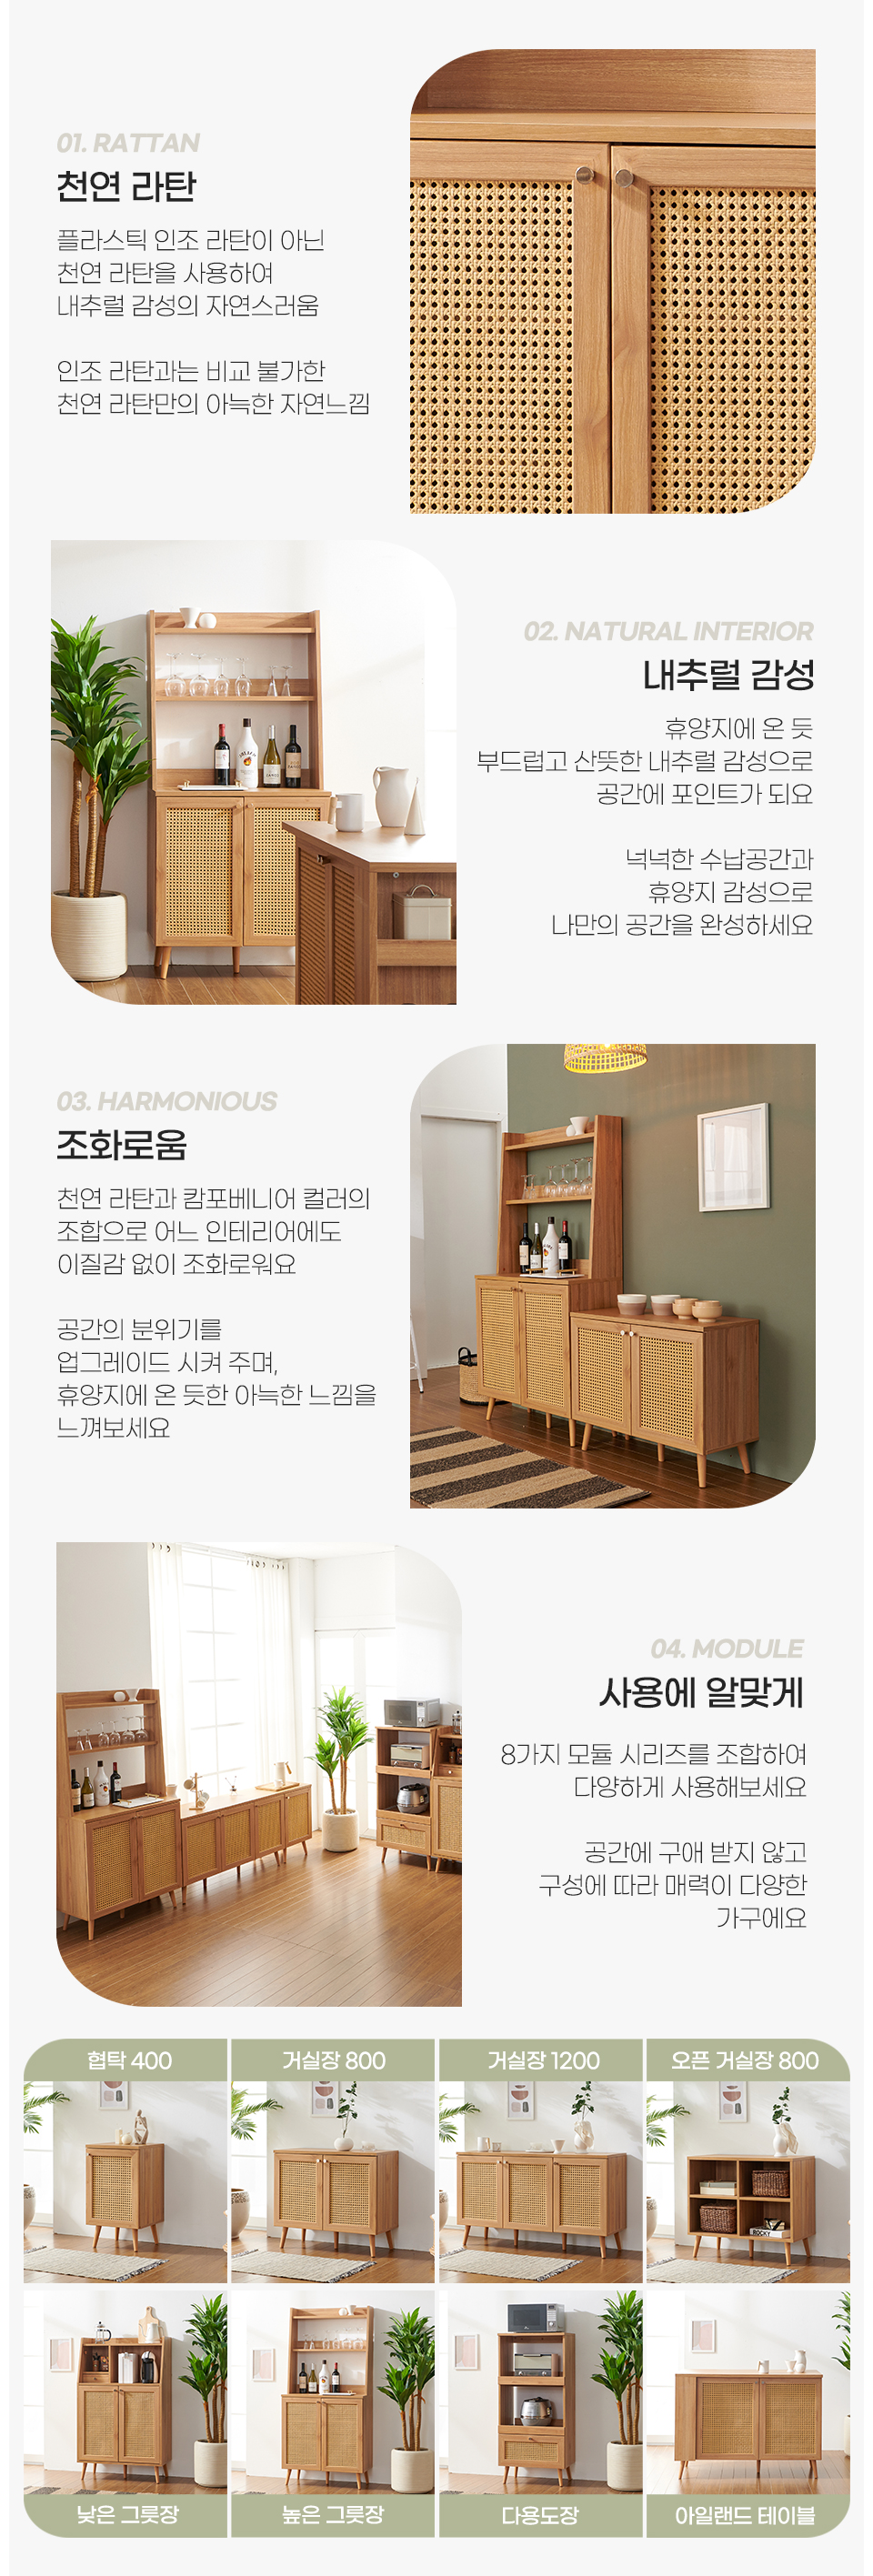 01. RATTAN
천연 라탄
플라스틱 인조 라탄이 아닌
천연 라탄을 사용하여
내추럴 감성의 자연스러움
인조 라탄과는 비교 불가한
천연 라탄만의 아늑한 자연느낌
02. NATURAL INTERIOR
내추럴 감성
휴양지에 온 듯
부드럽고 산뜻한 내추럴 감성으로
공간에 포인트가 되요
넉넉한 수납공간과
휴양지 감성으로
나만의 공간을 완성하세요
03. HARMONIOUS
조화로움
천연 라탄과 캄포베니어 컬러의
조합으로 어느 인테리어에도
이질감 없이 조화로워요
공간의 분위기를
업그레이드 시켜 주며,
휴양지에 온 듯한 아늑한 느낌을
느껴보세요
04. MODULE
사용에 알맞게
8가지 모듈 시리즈를 조합하여
다양하게 사용해보세요
공간에 구애 받지 않고
구성에 따라 매력이 다양한
가구에요
협탁 400
거실장 800
거실장 1200
오픈 거실장 800
ROCKY
낮은 그릇장
높은 그릇장
다용도장
아일랜드 테이블